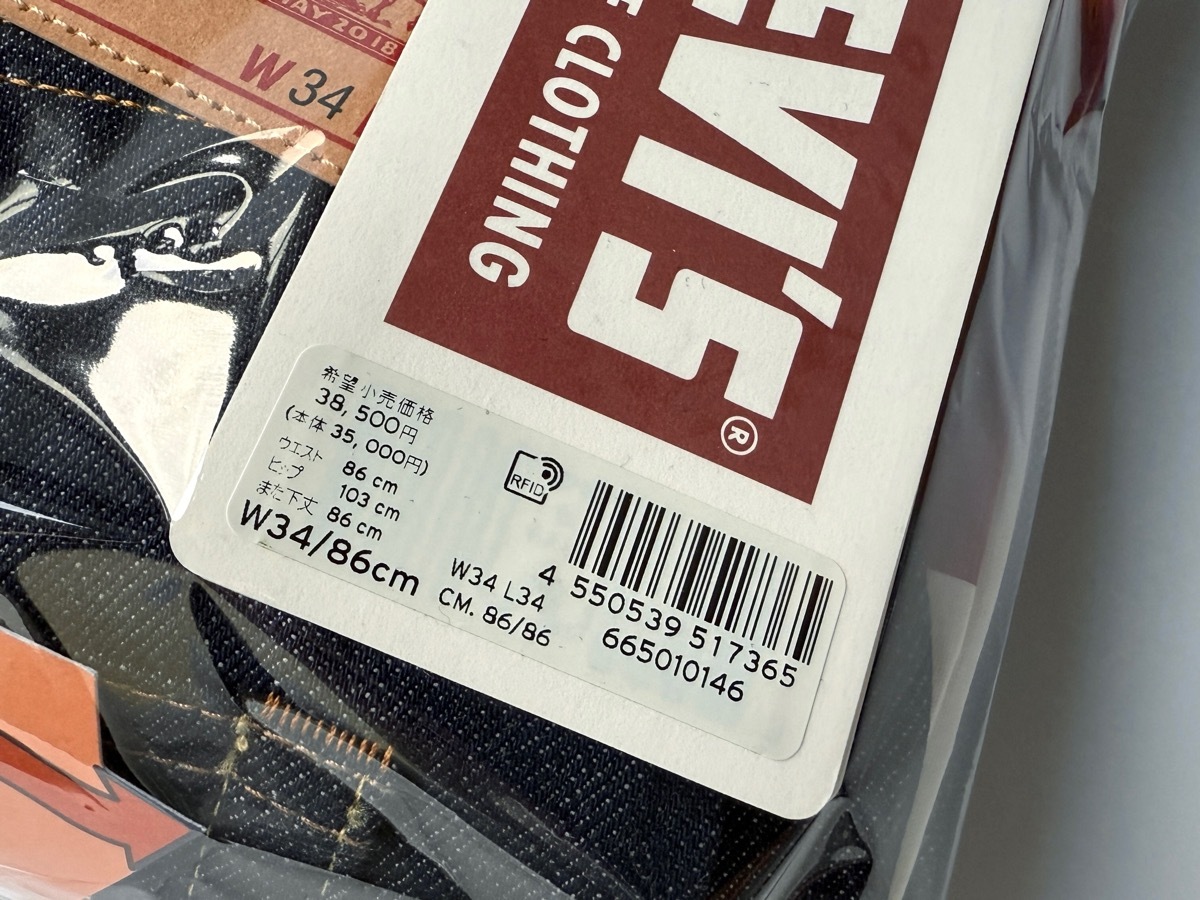 MAY 2018
W 34
EVI'S®
CLOTHING
希望小売価格
38,500円
(本体 35,000円)
ウエスト 86 cm
ヒップ 103 cm
また下丈 86 cm
W34/86cm
RFID
W34 L34
CM. 86/86
4 550539 517365
665010146